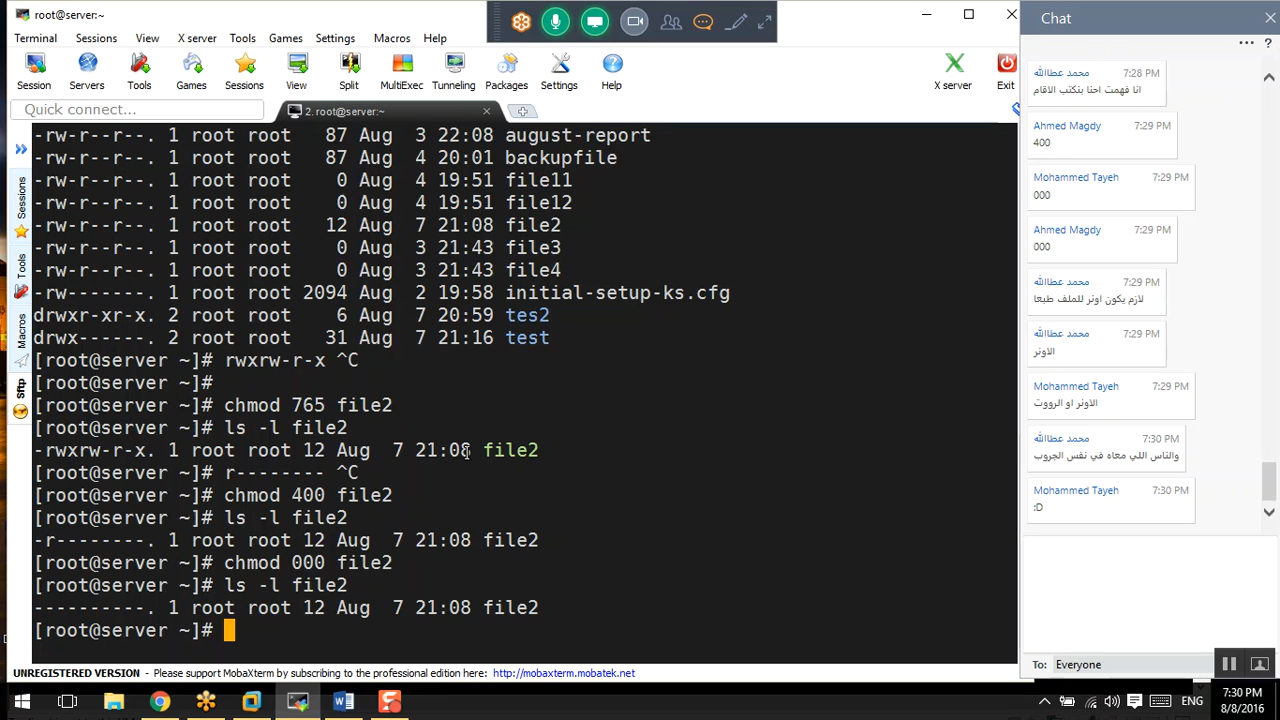 root@server:~
Terminal Sessions View X server Tools Games Settings Macros Help
Session Servers Tools Games Sessions View Split MultiExec Tunneling Packages Settings Help X server Exit
Quick connect...
2. root@server:~
Sessions
Tools
Macros
Sftp
-rw-r--r--. 1 root root 87 Aug 3 22:08 august-report
-rw-r--r--. 1 root root 87 Aug 4 20:01 backupfile
-rw-r--r--. 1 root root 0 Aug 4 19:51 file11
-rw-r--r--. 1 root root 0 Aug 4 19:51 file12
-rw-r--r--. 1 root root 12 Aug 7 21:08 file2
-rw-r--r--. 1 root root 0 Aug 3 21:43 file3
-rw-r--r--. 1 root root 0 Aug 3 21:43 file4
-rw-------. 1 root root 2094 Aug 2 19:58 initial-setup-ks.cfg
drwxr-xr-x. 2 root root 6 Aug 7 20:59 tes2
drwx------. 2 root root 31 Aug 7 21:16 test
[root@server ~]# rwxrw-r-x ^C
[root@server ~]#
[root@server ~]# chmod 765 file2
[root@server ~]# ls -l file2
-rwxrw-r-x. 1 root root 12 Aug 7 21:08 file2
[root@server ~]# r-------- ^C
[root@server ~]# chmod 400 file2
[root@server ~]# ls -l file2
-r--------. 1 root root 12 Aug 7 21:08 file2
[root@server ~]# chmod 000 file2
[root@server ~]# ls -l file2
----------. 1 root root 12 Aug 7 21:08 file2
[root@server ~]#
UNREGISTERED VERSION - Please support MobaXterm by subscribing to the professional edition here: http://mobaxterm.mobatek.net
Chat
محمد عطاالله 7:28 PM
انا فهمت احنا بنكتب الاقام
Ahmed Magdy 7:29 PM
400
Mohammed Tayeh 7:29 PM
000
Ahmed Magdy 7:29 PM
000
محمد عطاالله 7:29 PM
لازم يكون اونر للملف طبعا
محمد عطاالله 7:29 PM
الاونر
Mohammed Tayeh 7:29 PM
الاونر او الرووت
محمد عطاالله 7:30 PM
والناس اللي معاه في نفس الجروب
Mohammed Tayeh 7:30 PM
:D
To: Everyone
ENG
7:30 PM
8/8/2016